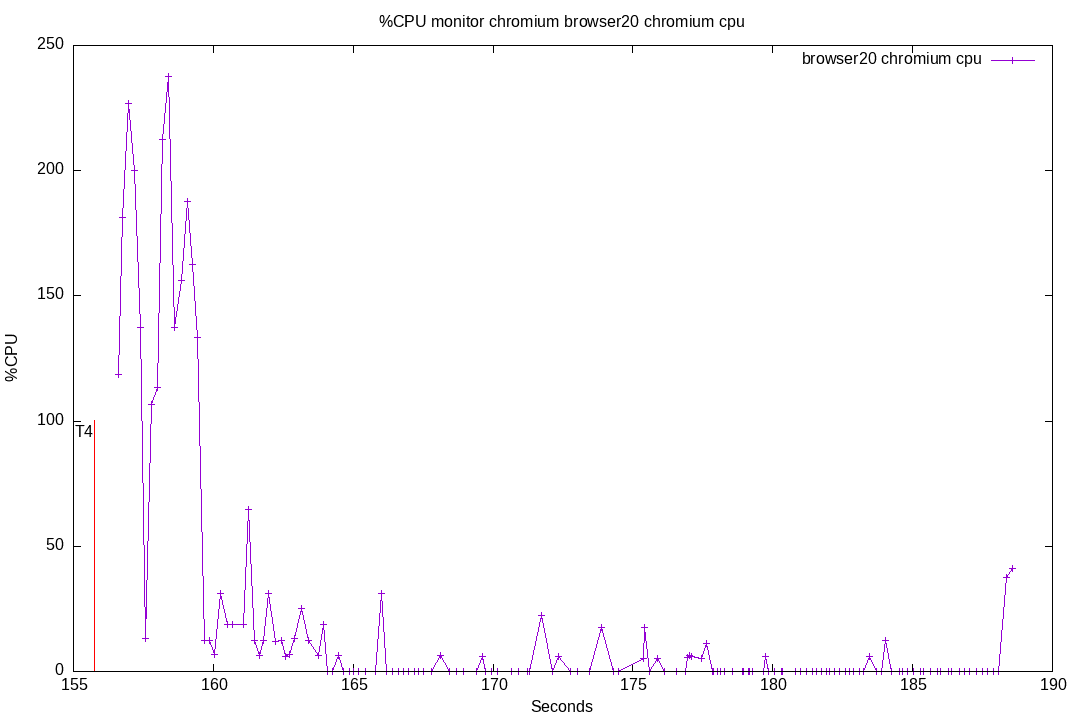 %CPU monitor chromium browser20 chromium cpu
browser20 chromium cpu
250
200
150
100
50
0
%CPU
T4
155 160 165 170 175 180 185 190
Seconds